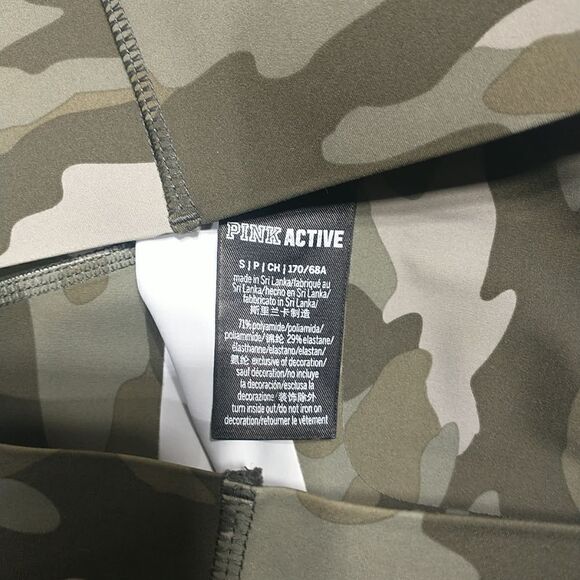 PINK ACTIVE
S | P | CH | 170/68A
made in Sri Lanka/fabriqué au
Sri Lanka/hecho en Sri Lanka/
fabbricato in Sri Lanka/
斯里兰卡制造
71% polyamide/poliamida/
poliammide/锦纶 29% elastane/
élasthanne/elastano/elastan/
氨纶 exclusive of decoration/
sauf décoration/no incluye
la decoración/esclusa la
decorazione/装饰除外
turn inside out/do not iron on
decoration/retourner le vêtement